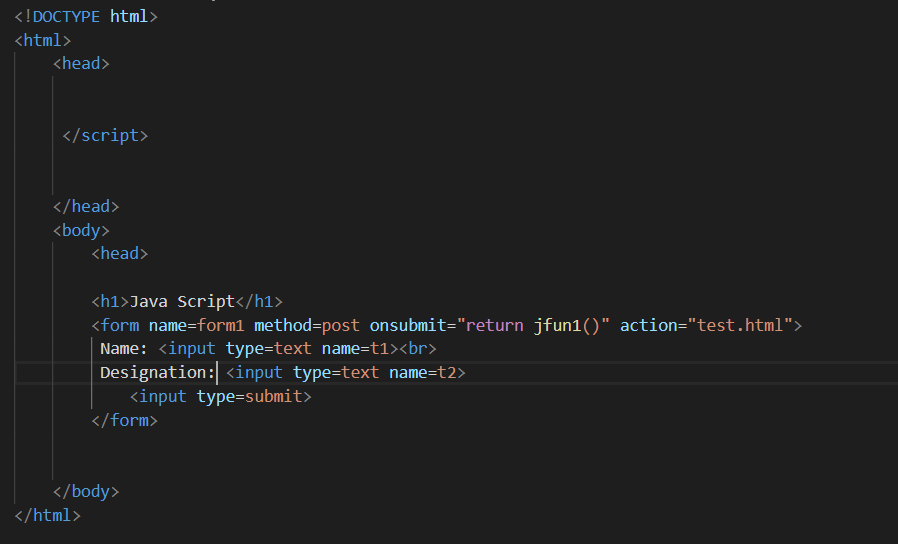 <!DOCTYPE html>
<html>
<head>
</script>
</head>
<body>
<head>
<h1>Java Script</h1>
<form name=form1 method=post onsubmit="return jfun1()" action="test.html">
Name: <input type=text name=t1><br>
Designation: <input type=text name=t2>
<input type=submit>
</form>
</body>
</html>